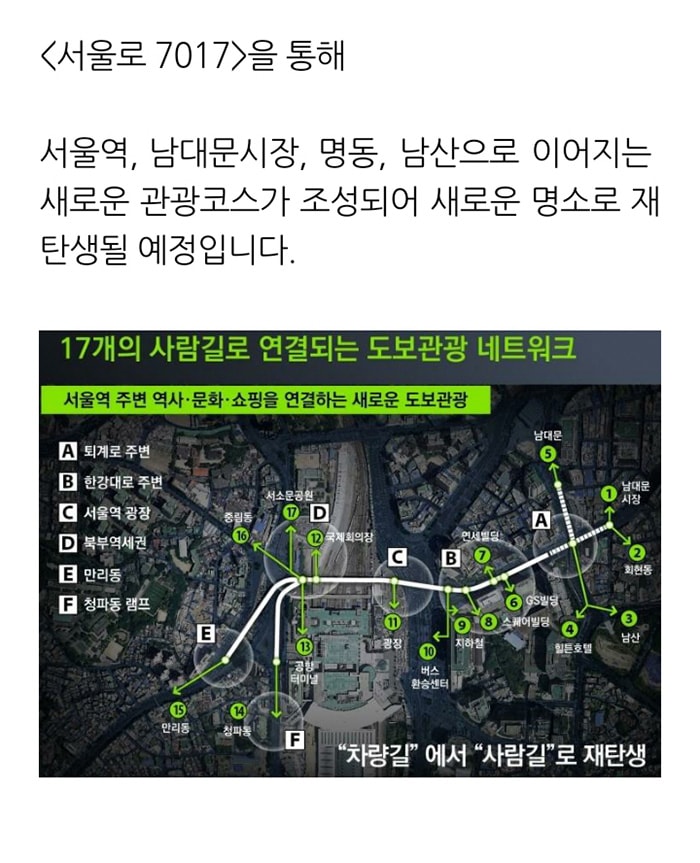 <서울로 7017>을 통해
서울역, 남대문시장, 명동, 남산으로 이어지는
새로운 관광코스가 조성되어 새로운 명소로 재
탄생될 예정입니다.
17개의 사람길로 연결되는 도보관광 네트워크
서울역 주변 역사·문화·쇼핑을 연결하는 새로운 도보관광
A 퇴계로 주변
B 한강대로 주변
C 서울역 광장
D 북부역세권
E 만리동
F 청파동 램프
남대문
5
1 남대문
시장
A
2
회현동
3
남산
4
힐튼호텔
연세빌딩
7
6 GS빌딩
8 스퀘어빌딩
9
지하철
B
10
버스
환승센터
C
11
광장
서소문공원
17
D
12 국제회의장
중림동
16
13
공항
터미널
E
15
만리동
14
청파동
F
“차량길” 에서 “사람길”로 재탄생